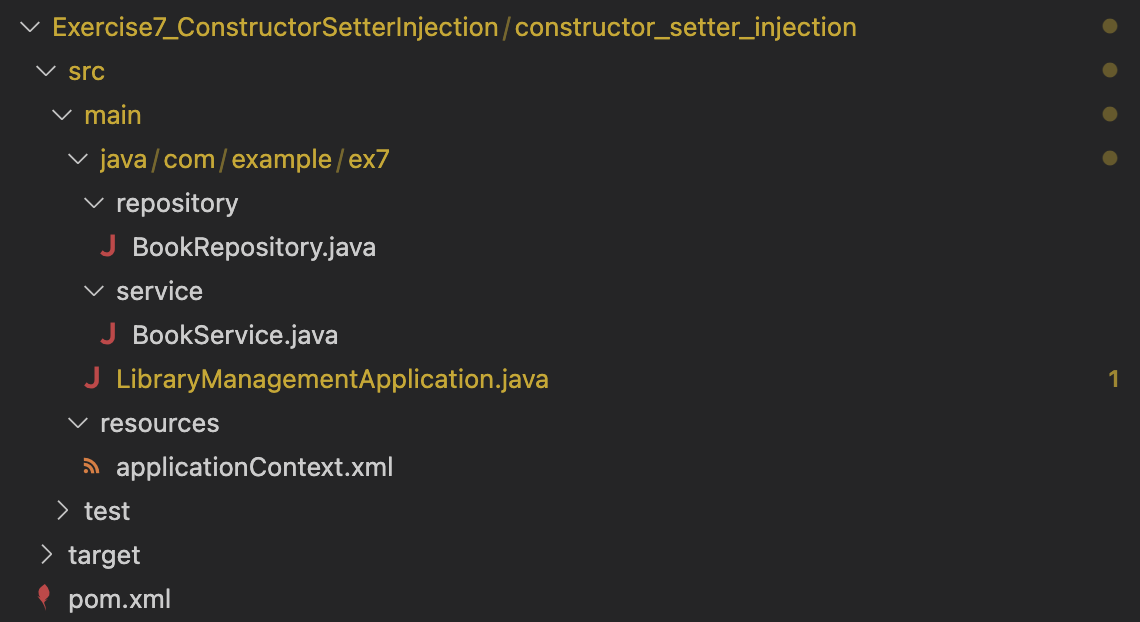 Exercise7_ConstructorSetterInjection/constructor_setter_injection
src
main
java/com/example/ex7
repository
J BookRepository.java
service
J BookService.java
J LibraryManagementApplication.java 1
resources
applicationContext.xml
test
target
pom.xml